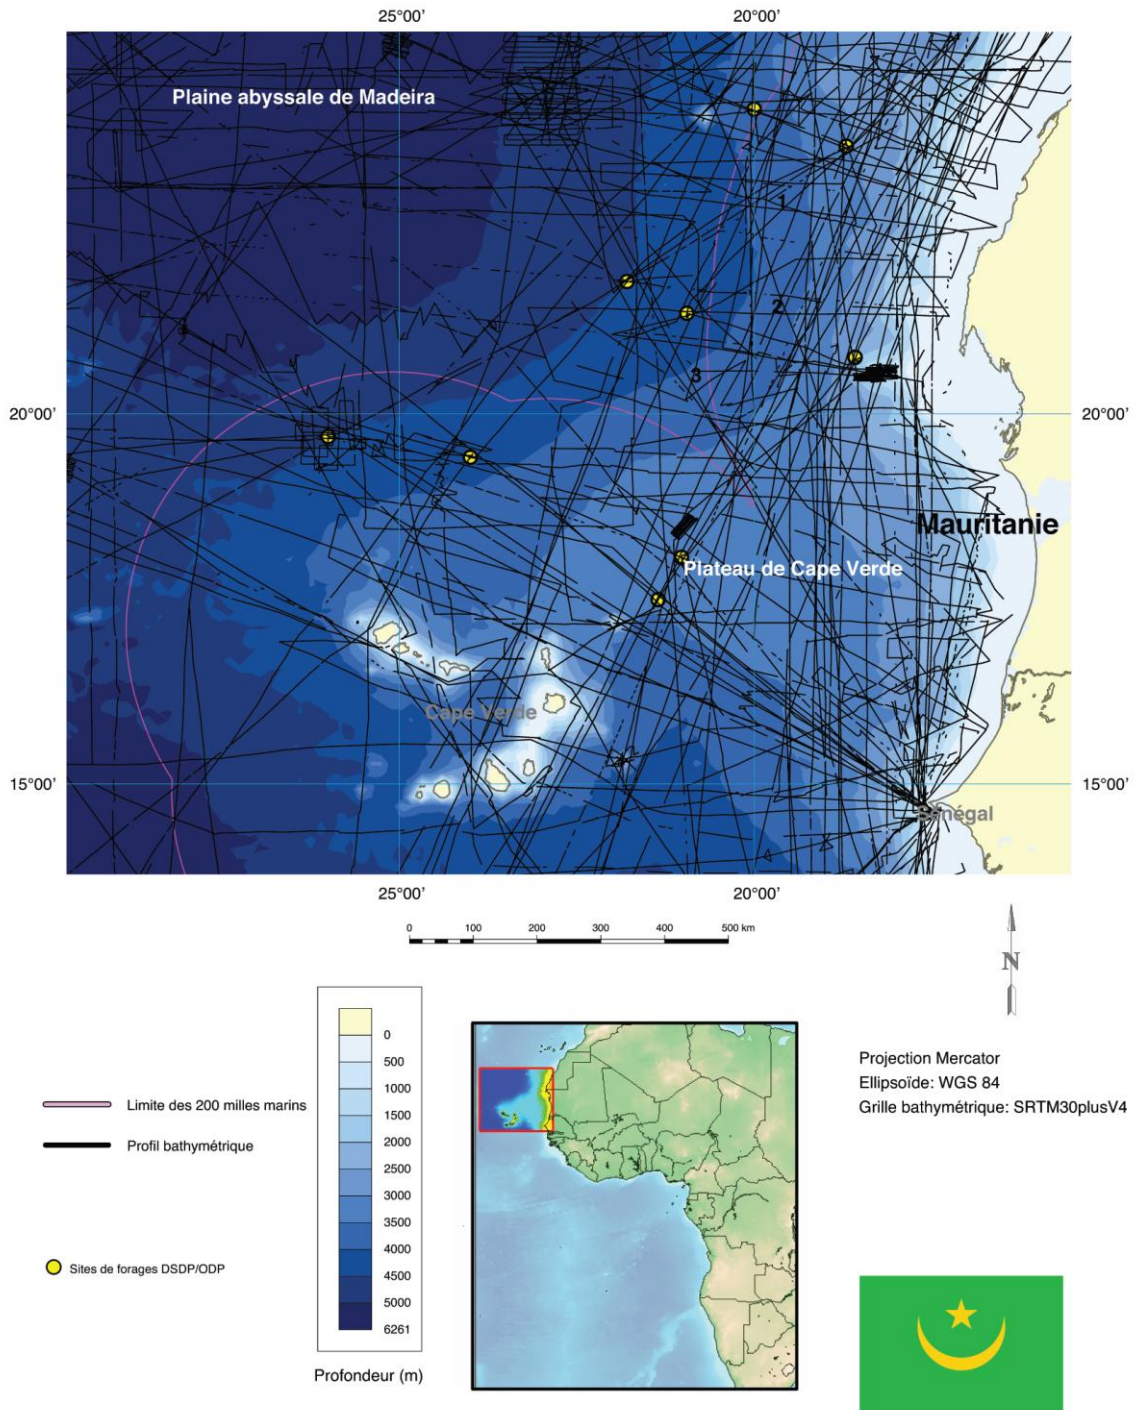 25°00' 20°00'
Plaine abyssale de Madeira
1
2
3
20°00' 20°00'
Mauritanie
Plateau de Cape Verde
Cape Verde
15°00' 15°00'
Sénégal
25°00' 20°00'
0 100 200 300 400 500 km
N
0
500
1000
1500
2000
2500
3000
3500
4000
4500
5000
6261
Profondeur (m)
Limite des 200 milles marins
Profil bathymétrique
Sites de forages DSDP/ODP
Projection Mercator
Ellipsoïde: WGS 84
Grille bathymétrique: SRTM30plusV4